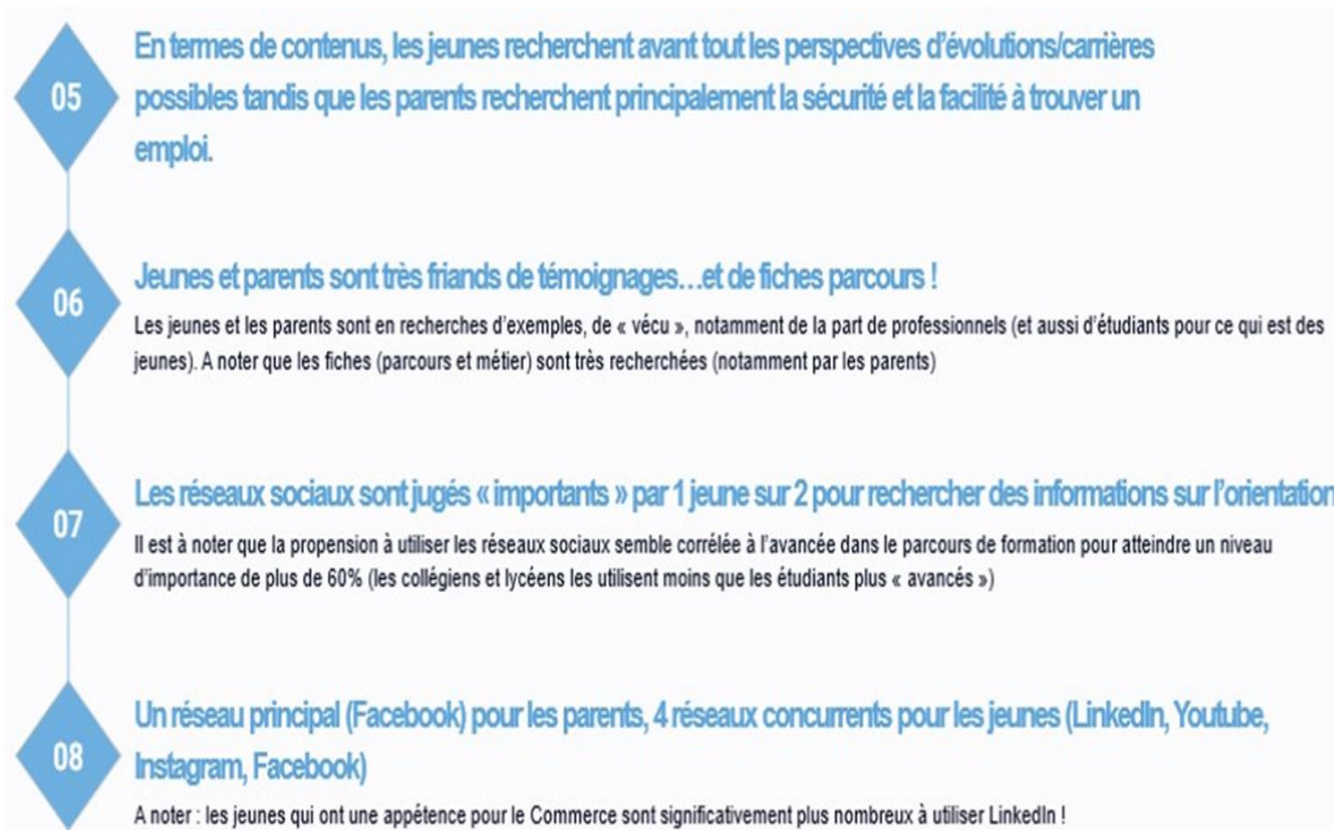 05
En termes de contenus, les jeunes recherchent avant tout les perspectives d'évolutions/carrières
possibles tandis que les parents recherchent principalement la sécurité et la facilité à trouver un
emploi.
06
Jeunes et parents sont très friands de témoignages…et de fiches parcours !
Les jeunes et les parents sont en recherches d'exemples, de « vécu », notamment de la part de professionnels (et aussi d'étudiants pour ce qui est des
jeunes). A noter que les fiches (parcours et métier) sont très recherchées (notamment par les parents)
07
Les réseaux sociaux sont jugés « importants » par 1 jeune sur 2 pour rechercher des informations sur l'orientation
Il est à noter que la propension à utiliser les réseaux sociaux semble corrélée à l'avancée dans le parcours de formation pour atteindre un niveau
d'importance de plus de 60% (les collégiens et lycéens les utilisent moins que les étudiants plus « avancés »)
08
Un réseau principal (Facebook) pour les parents, 4 réseaux concurrents pour les jeunes (LinkedIn, Youtube,
Instagram, Facebook)
A noter : les jeunes qui ont une appétence pour le Commerce sont significativement plus nombreux à utiliser LinkedIn !